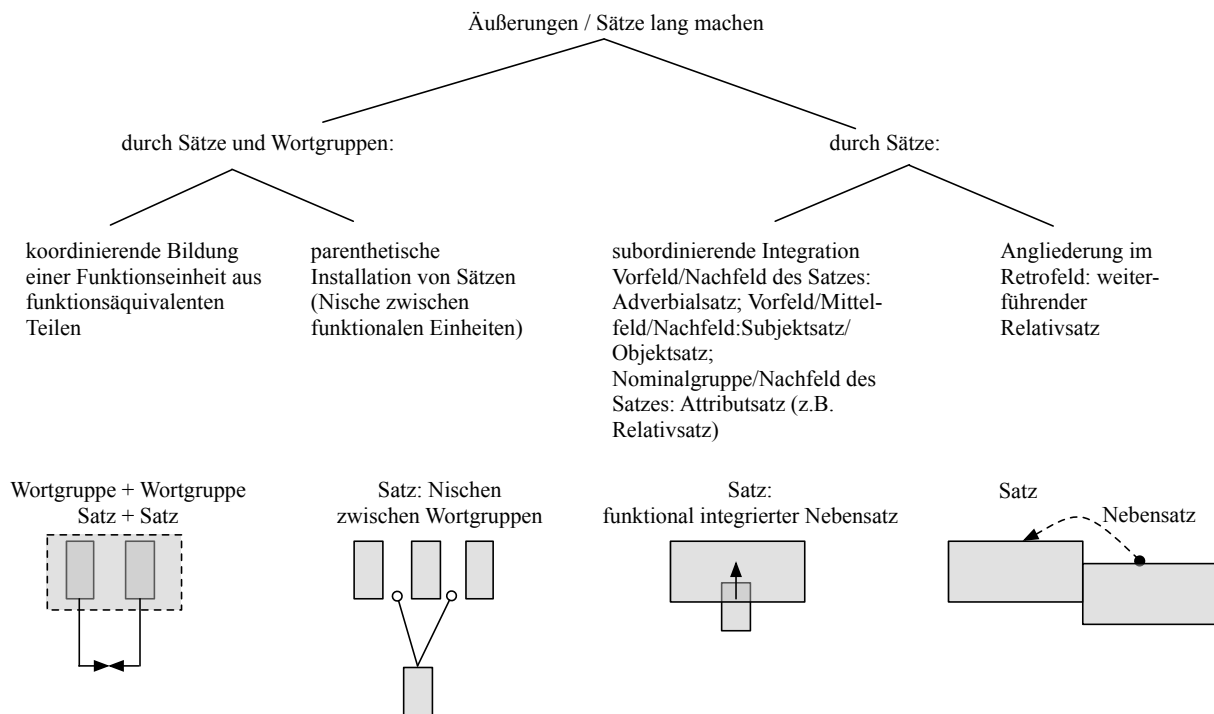 Äußerungen / Sätze lang machen
durch Sätze und Wortgruppen:
durch Sätze:
koordinierende Bildung
einer Funktionseinheit aus
funktionsäquivalenten
Teilen
parenthetische
Installation von Sätzen
(Nische zwischen
funktionalen Einheiten)
subordinierende Integration
Vorfeld/Nachfeld des Satzes:
Adverbialsatz; Vorfeld/Mittel-
feld/Nachfeld:Subjektsatz/
Objektsatz;
Nominalgruppe/Nachfeld des
Satzes: Attributsatz (z.B.
Relativsatz)
Angliederung im
Retrofeld: weiter-
führender
Relativsatz
Wortgruppe + Wortgruppe
Satz + Satz
Satz: Nischen
zwischen Wortgruppen
Satz:
funktional integrierter Nebensatz
Satz
Nebensatz